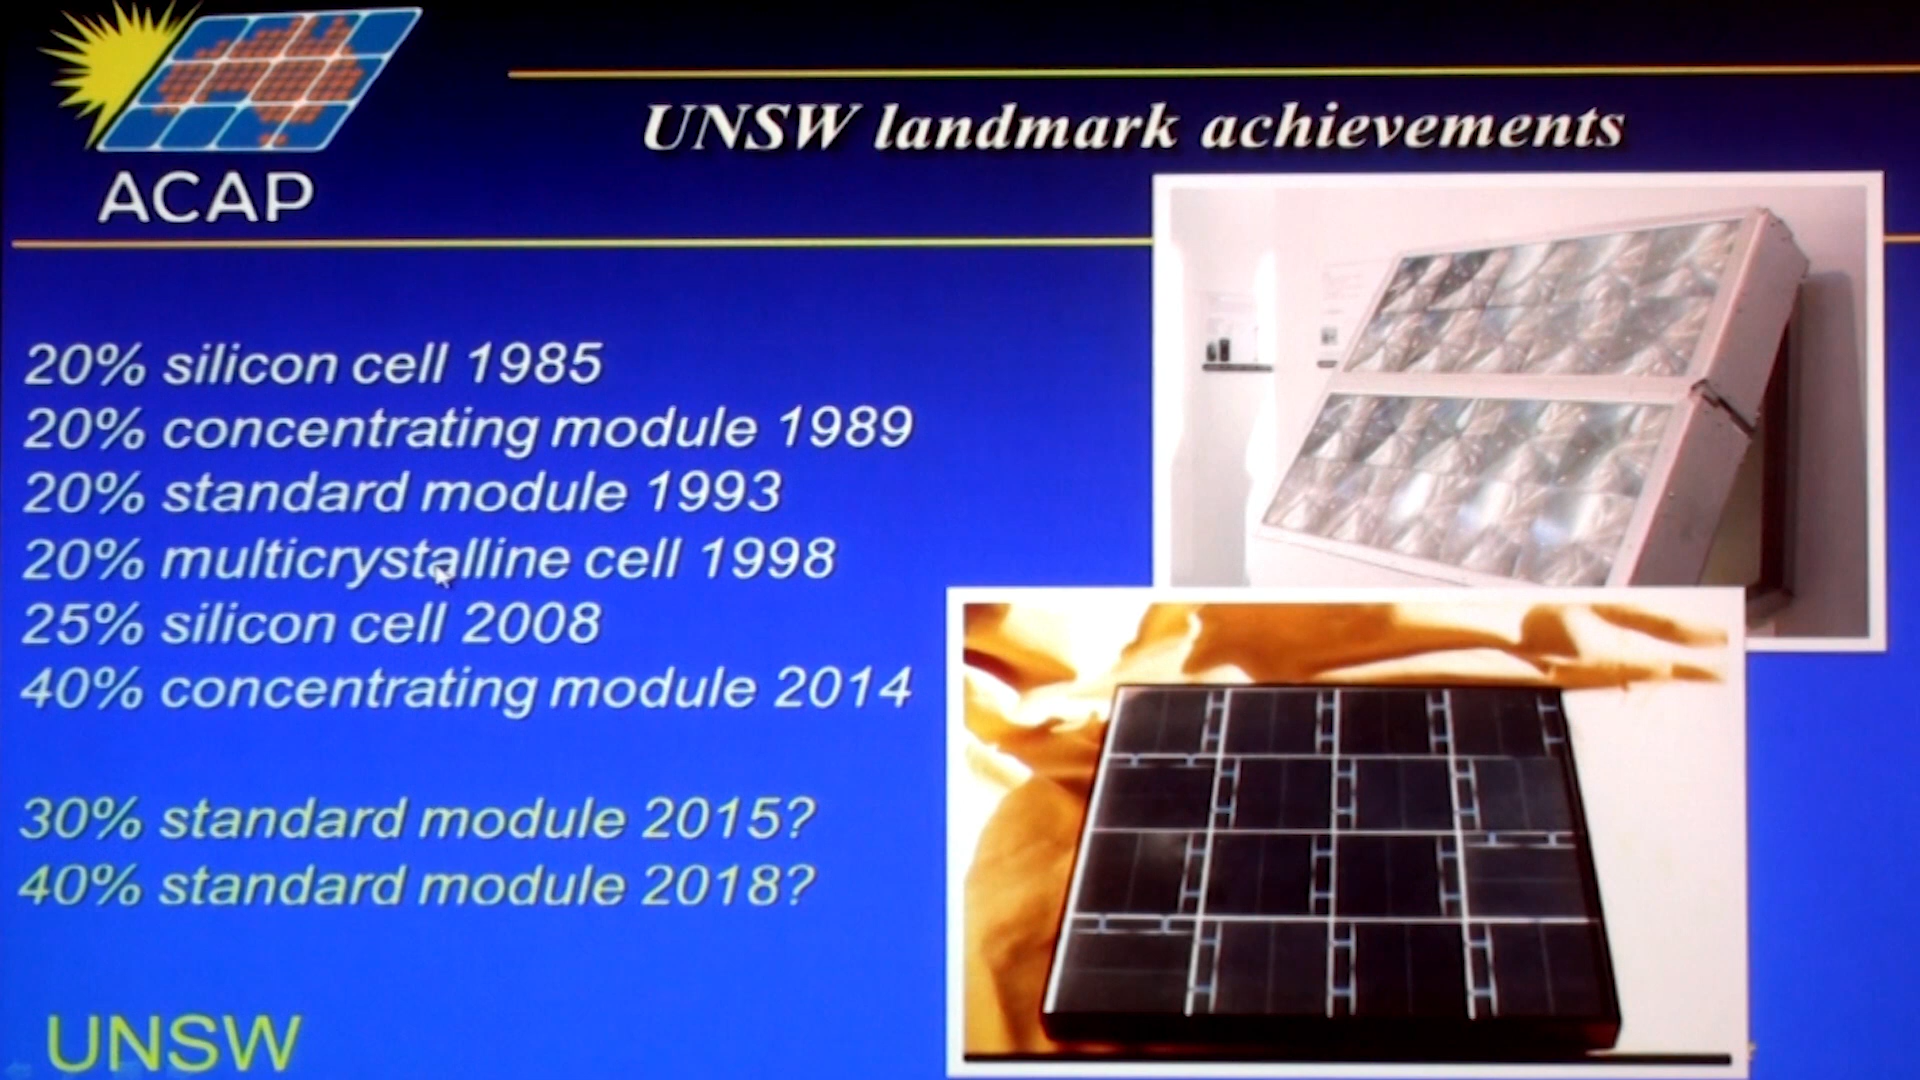 ACAP
UNSW landmark achievements
20% silicon cell 1985
20% concentrating module 1989
20% standard module 1993
20% multicrystalline cell 1998
25% silicon cell 2008
40% concentrating module 2014
30% standard module 2015?
40% standard module 2018?
UNSW